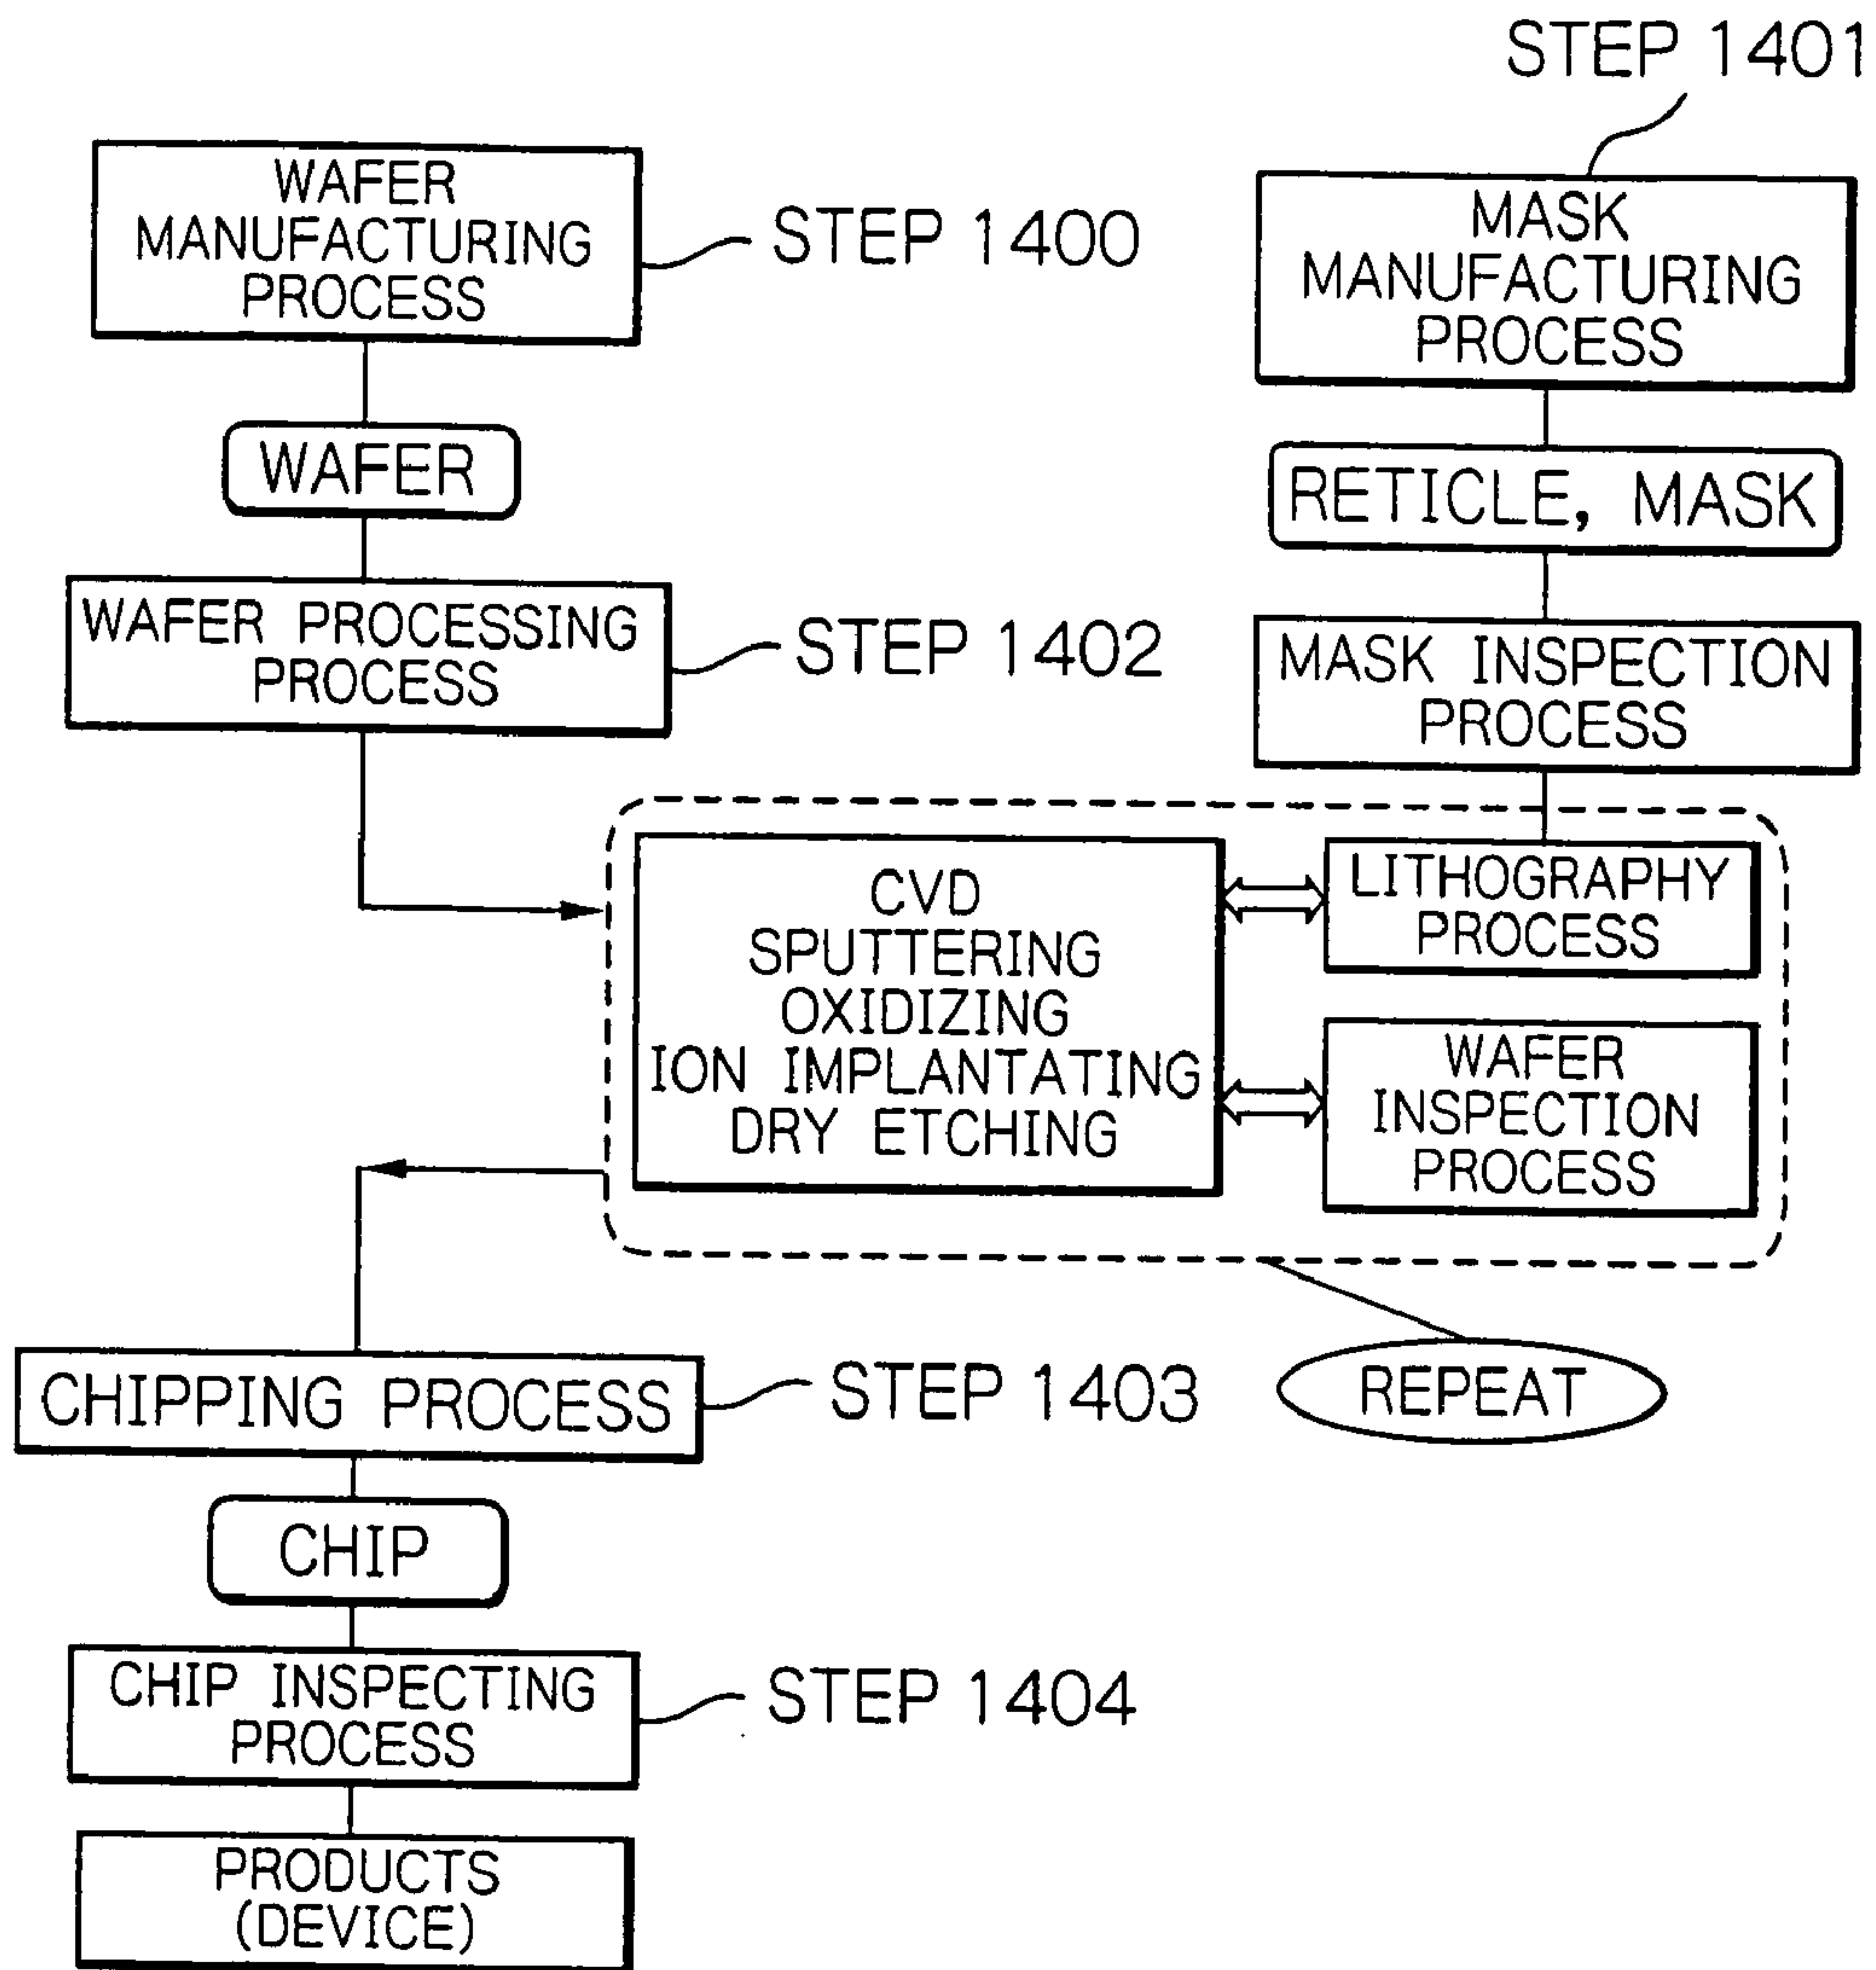 STEP 1401
WAFER
MANUFACTURING
PROCESS
STEP 1400
MASK
MANUFACTURING
PROCESS
WAFER
RETICLE, MASK
WAFER PROCESSING
PROCESS
STEP 1402
MASK INSPECTION
PROCESS
CVD
SPUTTERING
OXIDIZING
ION IMPLANTATING
DRY ETCHING
LITHOGRAPHY
PROCESS
WAFER
INSPECTION
PROCESS
REPEAT
CHIPPING PROCESS
STEP 1403
CHIP
CHIP INSPECTING
PROCESS
STEP 1404
PRODUCTS
(DEVICE)